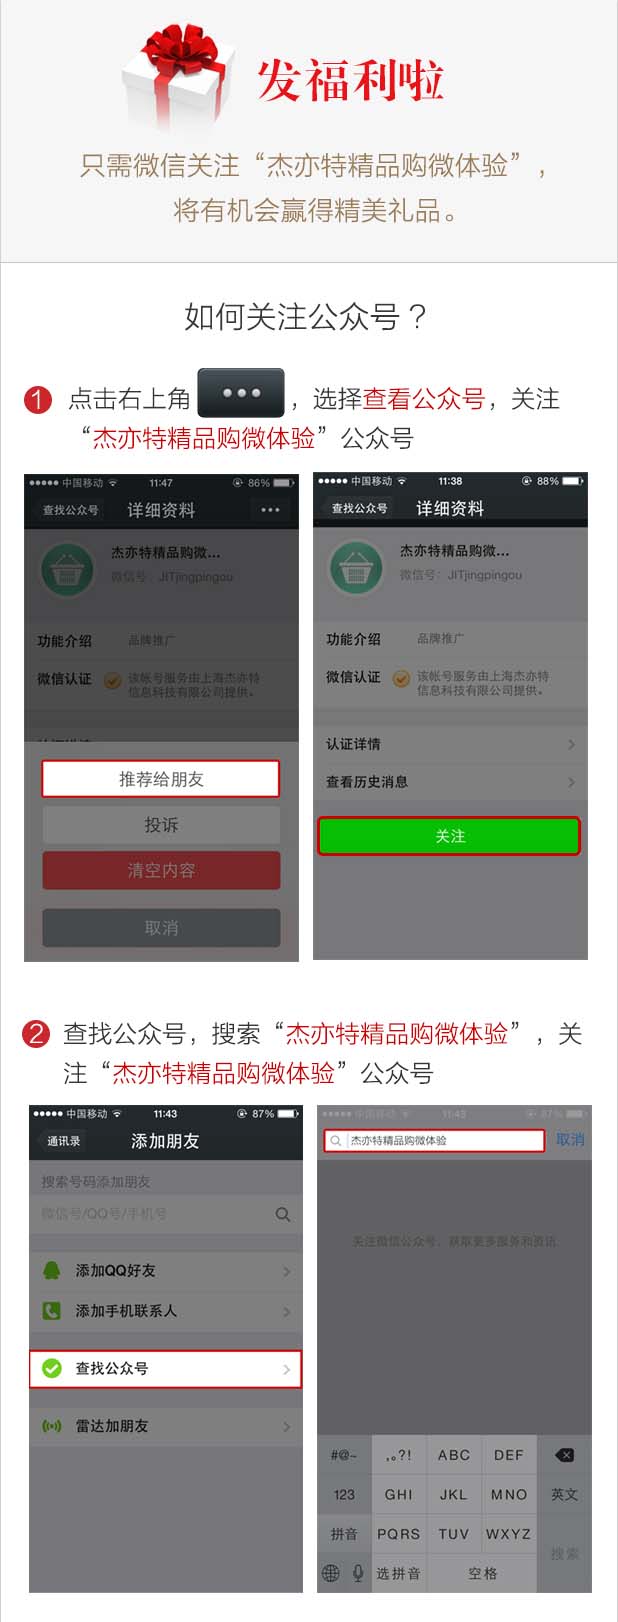 发福利啦
只需微信关注“杰亦特精品购微体验”，
将有机会赢得精美礼品。
如何关注公众号？
1 点击右上角 ，选择查看公众号，关注
“杰亦特精品购微体验”公众号
中国移动 11:47 86%
查找公众号 详细资料
杰亦特精品购微...
微信号：JITjingpingou
功能介绍 品牌推广
微信认证 该帐号服务由上海杰亦特
信息科技有限公司提供。
推荐给朋友
投诉
清空内容
取消
中国移动 11:38 88%
查找公众号 详细资料
杰亦特精品购微...
微信号：JITjingpingou
功能介绍 品牌推广
微信认证 该帐号服务由上海杰亦特
信息科技有限公司提供。
认证详情
查看历史消息
关注
2 查找公众号，搜索“杰亦特精品购微体验”，关
注“杰亦特精品购微体验”公众号
中国移动 11:43 87%
通讯录 添加朋友
搜索号码添加朋友
微信号/QQ号/手机号
添加QQ好友
添加手机联系人
查找公众号
雷达加朋友
中国移动 11:43 87%
杰亦特精品购微体验 取消
关注微信公众号，获取更多服务和资讯
#@~ ,。?! ABC DEF
123 GHI JKL MNO 英文
拼音 PQRS TUV WXYZ
选拼音 空格 搜索